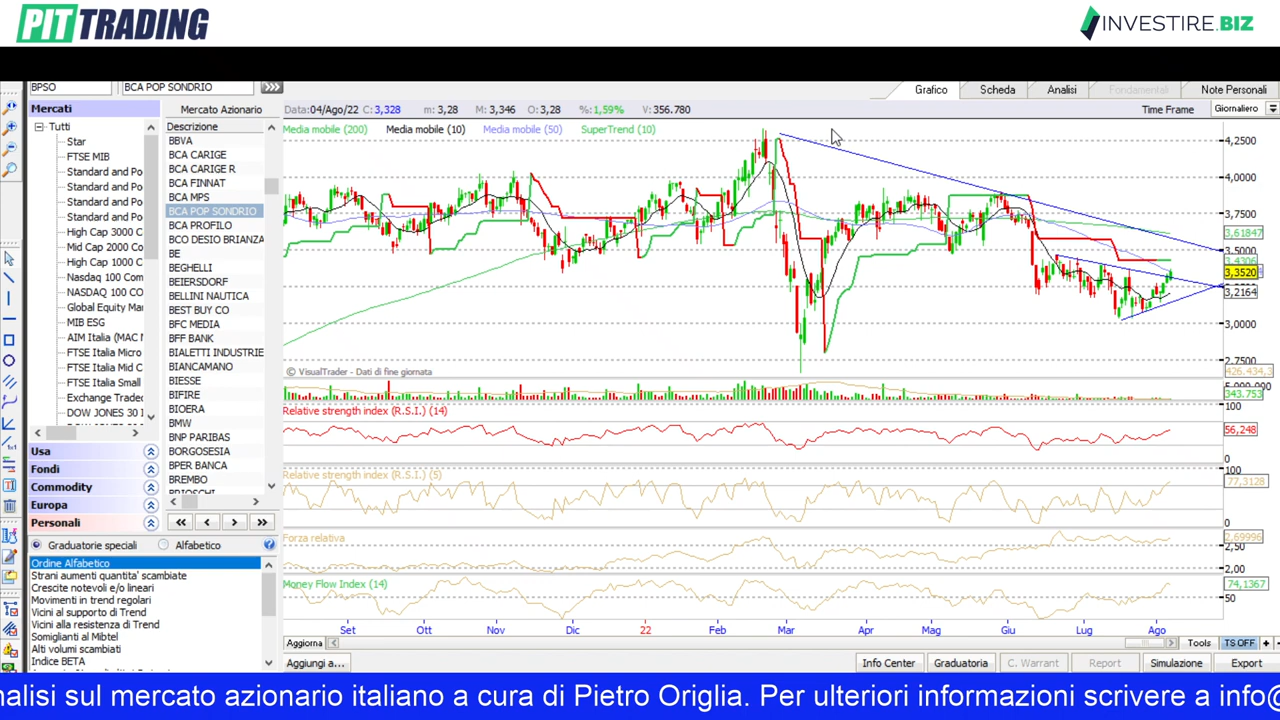 PITTRADING
INVESTIRE.BIZ
BPSO
BCA POP SONDRIO
Grafico
Scheda
Analisi
Fondamentali
Note Personali
Mercati
Mercato Azionario
Data:04/Ago/22 C:3,328 m: 3,28 M: 3,346 O: 3,28 %:1,59% V: 356.780
Time Frame
Giornaliero
Tutti
Star
FTSE MIB
Standard and Po
Standard and Po
Standard and Po
Standard and Po
High Cap 3000 C
Mid Cap 2000 Co
High Cap 1000 C
Nasdaq 100 Com
NASDAQ 100 CO
Global Equity Mar
MIB ESG
AIM Italia (MAC M
FTSE Italia Micro
FTSE Italia Mid C
FTSE Italia Small
Exchange Traded
DOW JONES 30 I
Descrizione
BBVA
BCA CARIGE
BCA CARIGE R
BCA FINNAT
BCA MPS
BCA POP SONDRIO
BCA PROFILO
BCO DESIO BRIANZA
BE
BEGHELLI
BEIERSDORF
BELLINI NAUTICA
BEST BUY CO
BFC MEDIA
BFF BANK
BIALETTI INDUSTRIE
BIANCAMANO
BIESSE
BIFIRE
BIOERA
BMW
BNP PARIBAS
BORGOSESIA
BPER BANCA
BREMBO
BRIOSCHI
Usa
Fondi
Commodity
Europa
Personali
Graduatorie speciali
Alfabetico
Ordine Alfabetico
Strani aumenti quantita' scambiate
Crescite notevoli e/o lineari
Movimenti in trend regolari
Vicini al supporto di Trend
Vicini alla resistenza di Trend
Somiglianti al Mibtel
Alti volumi scambiati
Indice BETA
Media mobile (200)
Media mobile (10)
Media mobile (50)
SuperTrend (10)
4,2500
4,0000
3,7500
3,6184
3,5000
3,4306
3,3520
3,2164
3,0000
2,7500
426.434,3
5.000.000
343.753
© VisualTrader - Dati di fine giornata
Relative strength index (R.S.I.) (14)
100
56,248
0
Relative strength index (R.S.I.) (5)
100
77,3128
0
Forza relativa
2,69996
2,50
2,00
Money Flow Index (14)
74,1367
50
Set
Ott
Nov
Dic
22
Feb
Mar
Apr
Mag
Giu
Lug
Ago
Aggiorna
Tools
TS OFF
Aggiungi a...
Info Center
Graduatoria
C. Warrant
Report
Simulazione
Export
nalisi sul mercato azionario italiano a cura di Pietro Origlia. Per ulteriori informazioni scrivere a info@